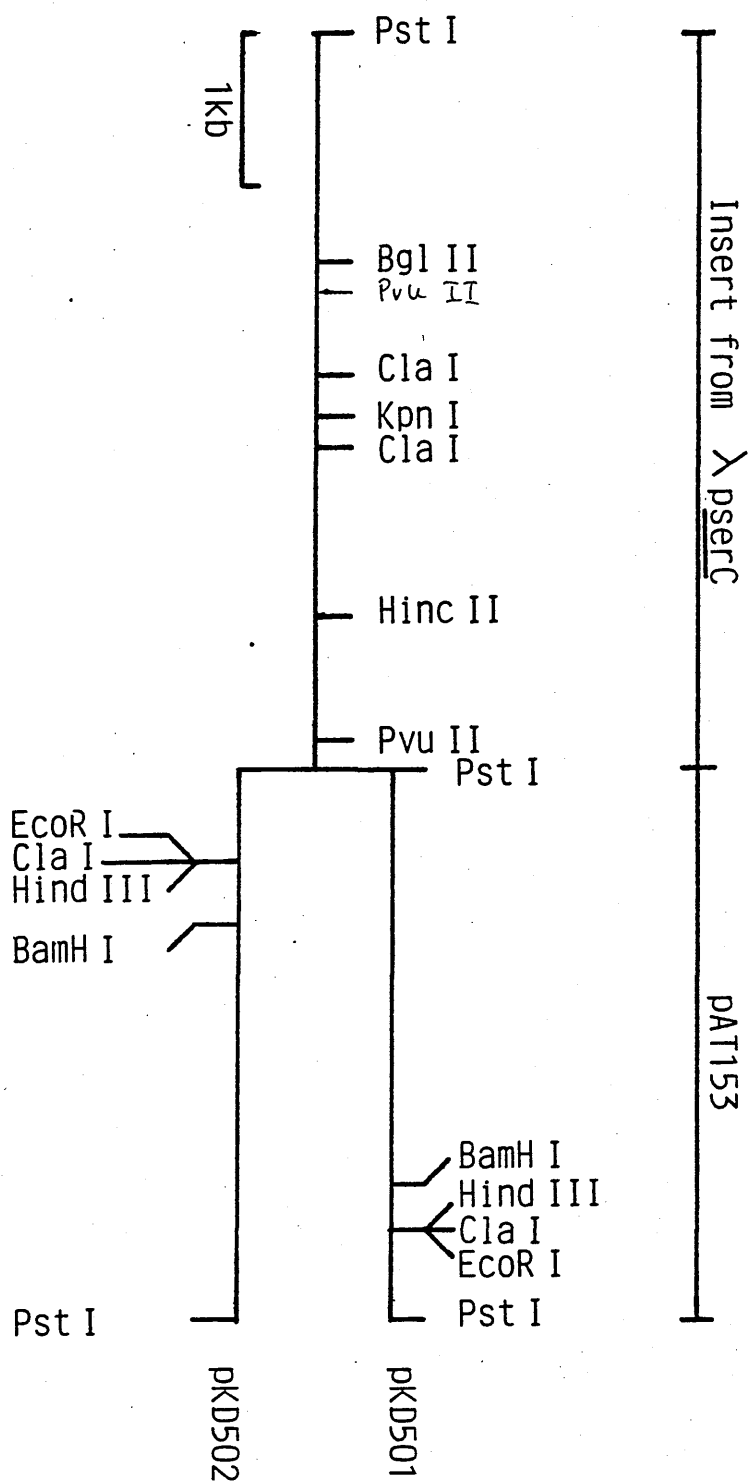 Pst I
1kb
Bgl II
Pvu II
Cla I
Kpn I
Cla I
Hinc II
Pvu II
Pst I
Insert from λ pserC
EcoR I
Cla I
Hind III
BamH I
Pst I
pKD502
BamH I
Hind III
Cla I
EcoR I
Pst I
pKD501
pAT153